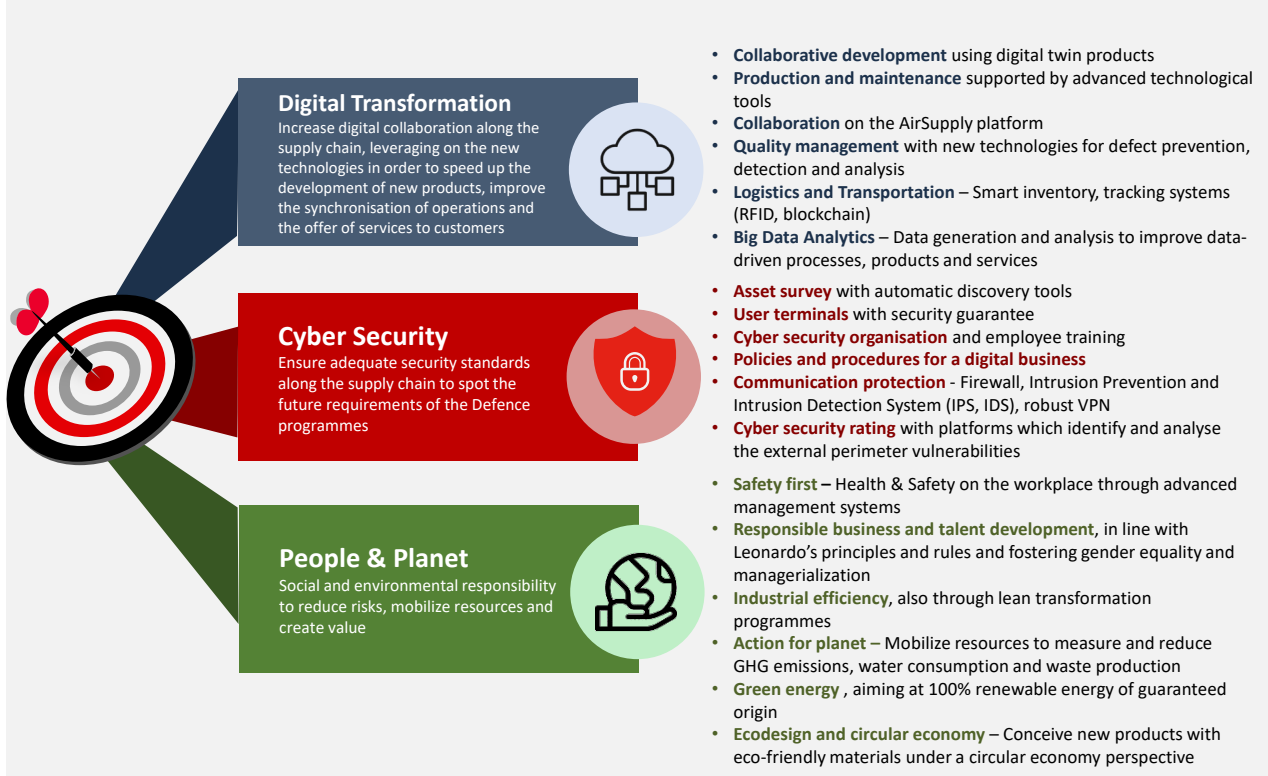 Digital Transformation
Increase digital collaboration along the
supply chain, leveraging on the new
technologies in order to speed up the
development of new products, improve
the synchronisation of operations and
the offer of services to customers
• Collaborative development using digital twin products
• Production and maintenance supported by advanced technological
tools
• Collaboration on the AirSupply platform
• Quality management with new technologies for defect prevention,
detection and analysis
• Logistics and Transportation – Smart inventory, tracking systems
(RFID, blockchain)
• Big Data Analytics – Data generation and analysis to improve data-
driven processes, products and services
Cyber Security
Ensure adequate security standards
along the supply chain to spot the
future requirements of the Defence
programmes
• Asset survey with automatic discovery tools
• User terminals with security guarantee
• Cyber security organisation and employee training
• Policies and procedures for a digital business
• Communication protection - Firewall, Intrusion Prevention and
Intrusion Detection System (IPS, IDS), robust VPN
• Cyber security rating with platforms which identify and analyse
the external perimeter vulnerabilities
People & Planet
Social and environmental responsibility
to reduce risks, mobilize resources and
create value
• Safety first – Health & Safety on the workplace through advanced
management systems
• Responsible business and talent development, in line with
Leonardo’s principles and rules and fostering gender equality and
managerialization
• Industrial efficiency, also through lean transformation
programmes
• Action for planet – Mobilize resources to measure and reduce
GHG emissions, water consumption and waste production
• Green energy , aiming at 100% renewable energy of guaranteed
origin
• Ecodesign and circular economy – Conceive new products with
eco-friendly materials under a circular economy perspective